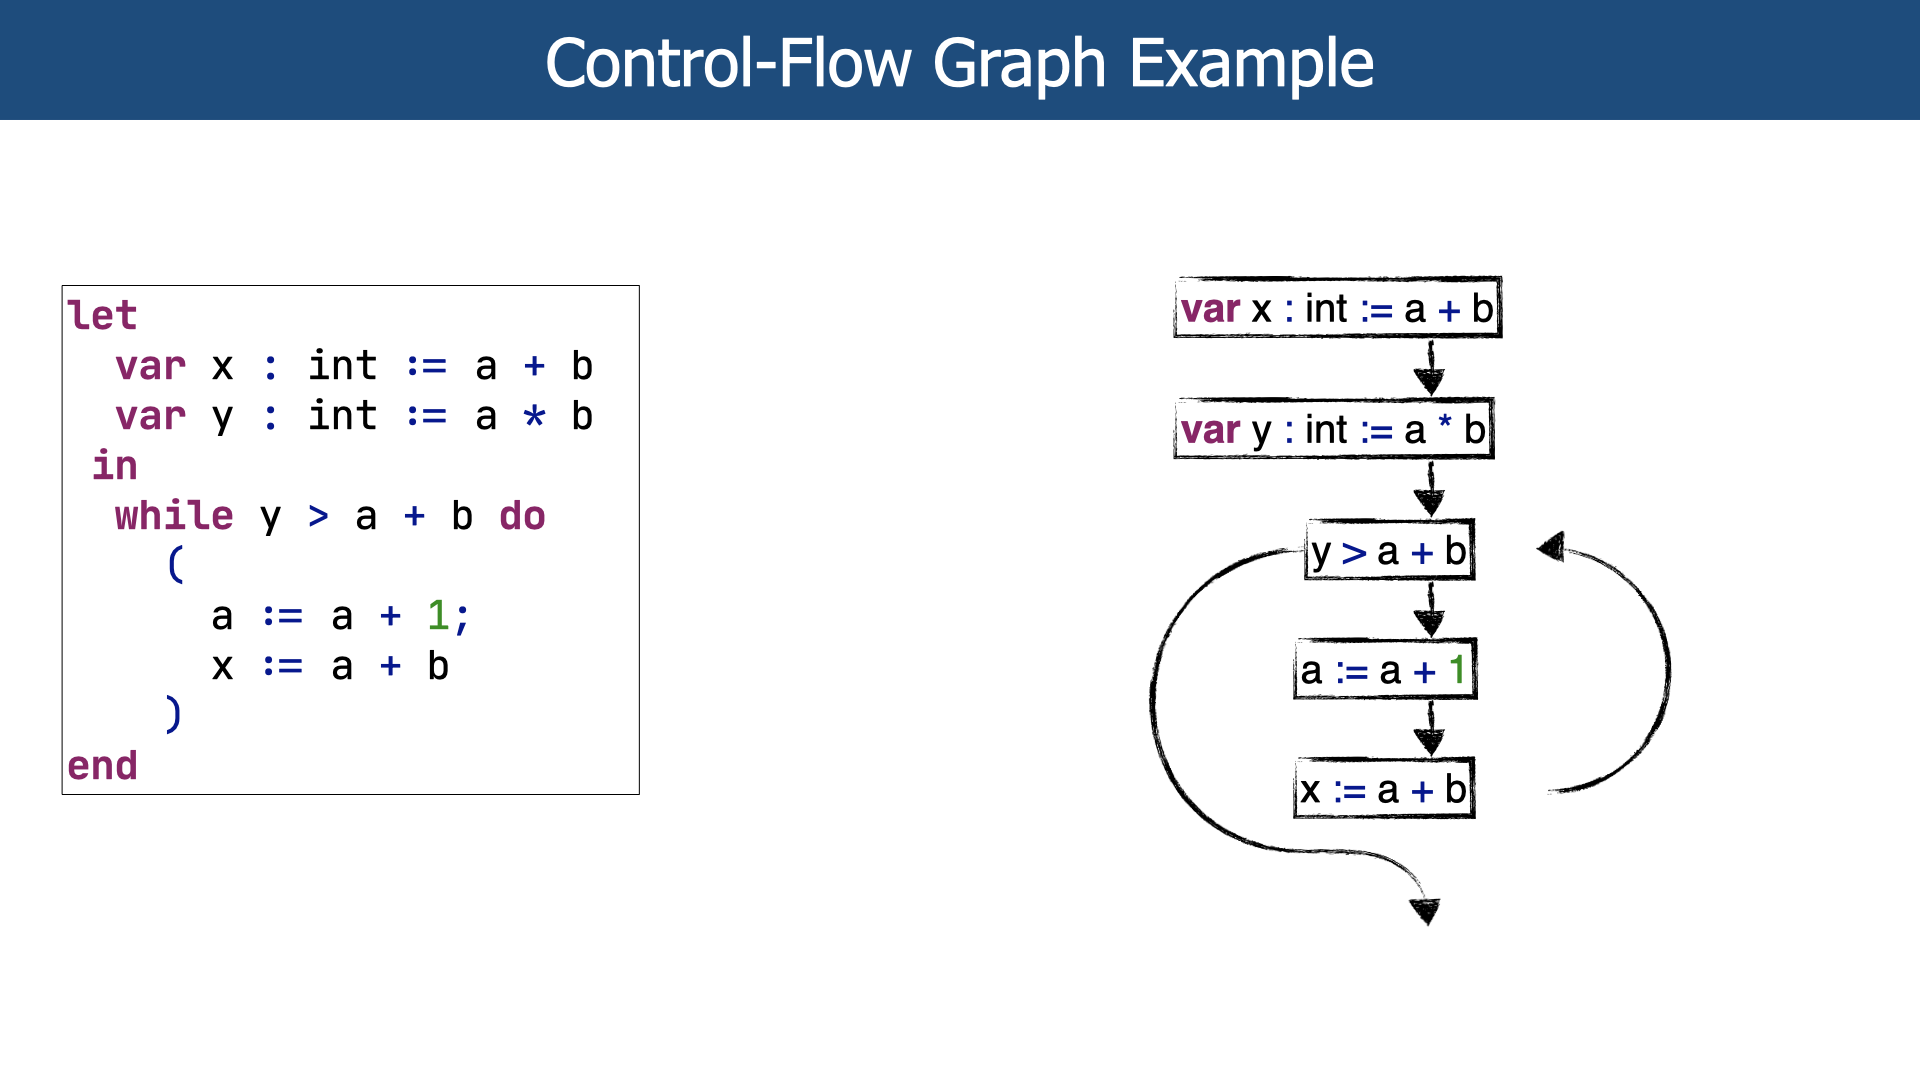 Control-Flow Graph Example
let
var x : int := a + b
var y : int := a * b
in
while y > a + b do
(
a := a + 1;
x := a + b
)
end
var x : int := a + b
var y : int := a * b
y > a + b
a := a + 1
x := a + b